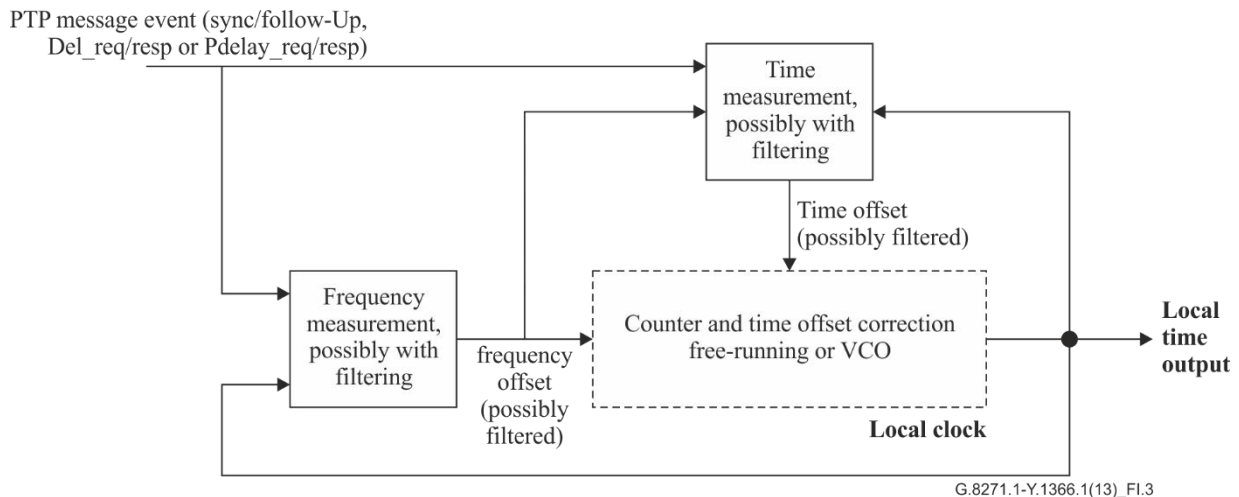 PTP message event (sync/follow-Up,
Del_req/resp or Pdelay_req/resp)
Time
measurement,
possibly with
filtering
Time offset
(possibly filtered)
Frequency
measurement,
possibly with
filtering
frequency
offset
(possibly
filtered)
Counter and time offset correction
free-running or VCO
Local clock
Local
time
output
G.8271.1-Y.1366.1(13)_FI.3